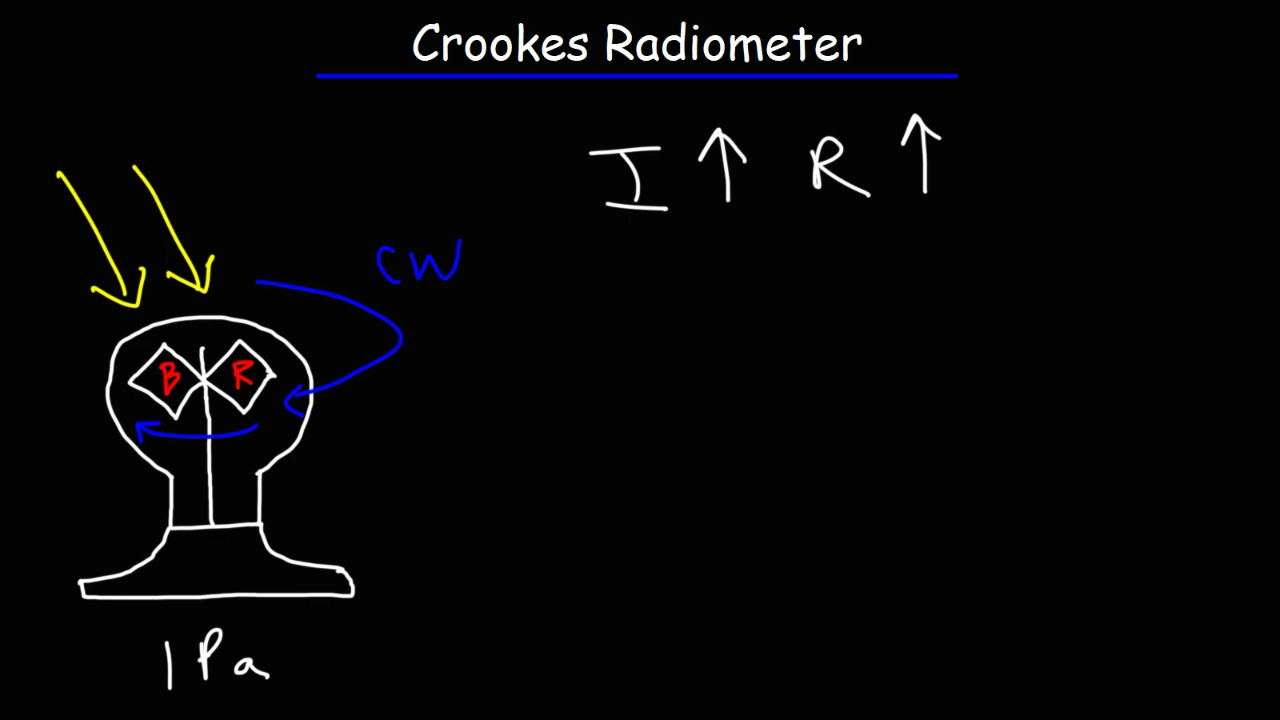 Crookes Radiometer
I ↑ R ↑
CW
B R
1 Pa